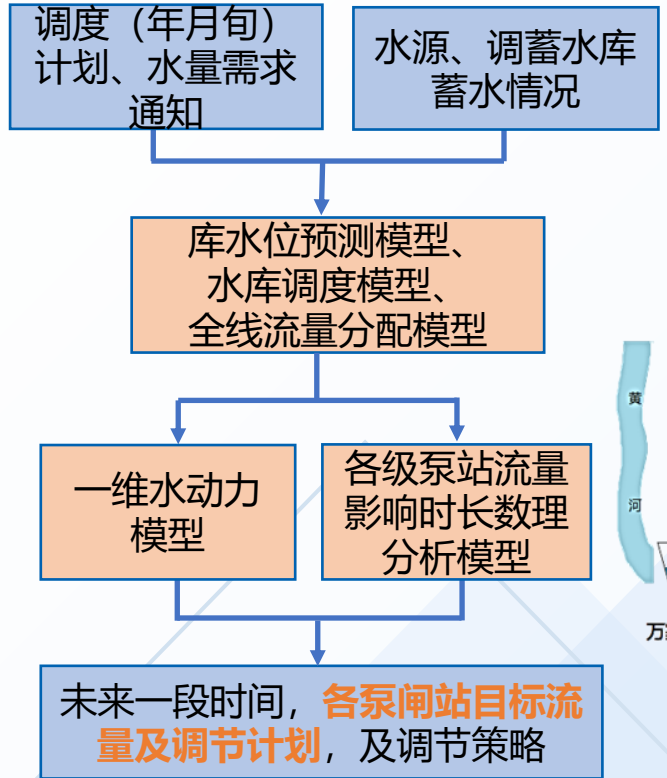 调度（年月旬）
计划、水量需求
通知
水源、调蓄水库
蓄水情况
库水位预测模型、
水库调度模型、
全线流量分配模型
一维水动力
模型
各级泵站流量
影响时长数理
分析模型
未来一段时间，各泵闸站目标流
量及调节计划，及调节策略
黄
河
万